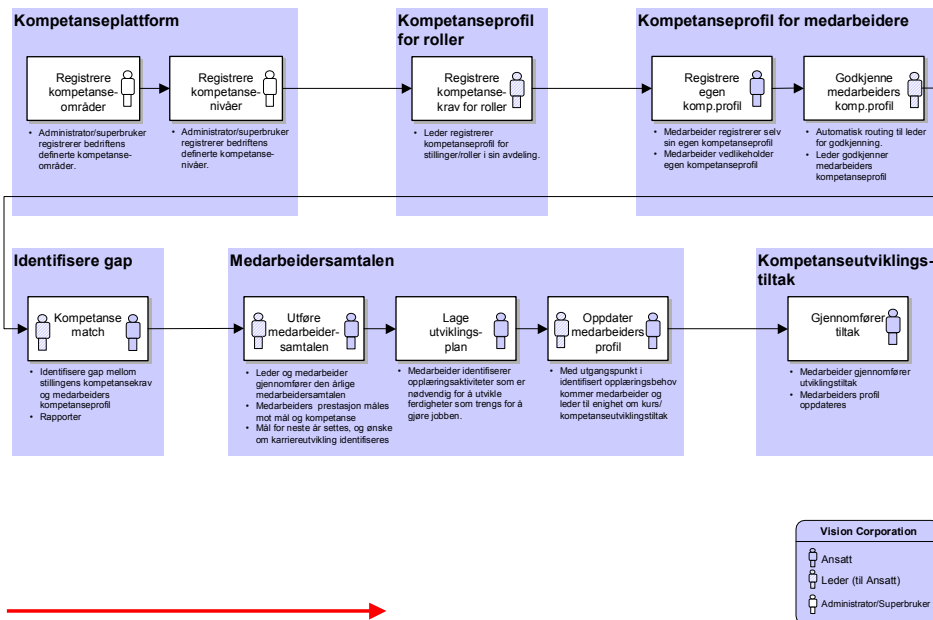 Kompetanseplattform
Registrere
kompetanse-
områder
Registrere
kompetanse-
nivåer
• Administrator/superbruker
registrerer bedriftens
definerte kompetanse-
områder.
• Administrator/superbruker
registrerer bedriftens
definerte kompetanse-
nivåer.
Kompetanseprofil
for roller
Registrere
kompetanse-
krav for roller
• Leder registrerer
kompetanseprofil for
stillinger/roller i sin avdeling.
Kompetanseprofil for medarbeidere
Registrere
egen
komp.profil
Godkjenne
medarbeiders
komp.profil
• Medarbeider registrerer selv
sin egen kompetanseprofil
• Medarbeider vedlikeholder
egen kompetanseprofil
• Automatisk routing til leder
for godkjenning.
• Leder godkjenner
medarbeiders
kompetanseprofil
Identifisere gap
Kompetanse
match
• Identifisere gap mellom
stillingens kompetansekrav
og medarbeiders
kompetanseprofil
• Rapporter
Medarbeidersamtalen
Utføre
medarbeider-
samtalen
Lage
utviklings-
plan
Oppdater
medarbeiders
profil
• Leder og medarbeider
gjennomfører den årlige
medarbeidersamtalen
• Medarbeiders prestasjon måles
mot mål og kompetanse
• Mål for neste år settes, og ønske
om karriereutvikling identifiseres
• Medarbeider identifiserer
opplæringsaktiviteter som er
nødvendig for å utvikle
ferdigheter som trengs for å
gjøre jobben.
• Med utgangspunkt i
identifisert opplæringsbehov
kommer medarbeider og
leder til enighet om kurs/
kompetanseutviklingstiltak
Kompetanseutviklings-
tiltak
Gjennomfører
tiltak
• Medarbeider gjennomfører
utviklingstiltak
• Medarbeiders profil
oppdateres
Vision Corporation
Ansatt
Leder (til Ansatt)
Administrator/Superbruker